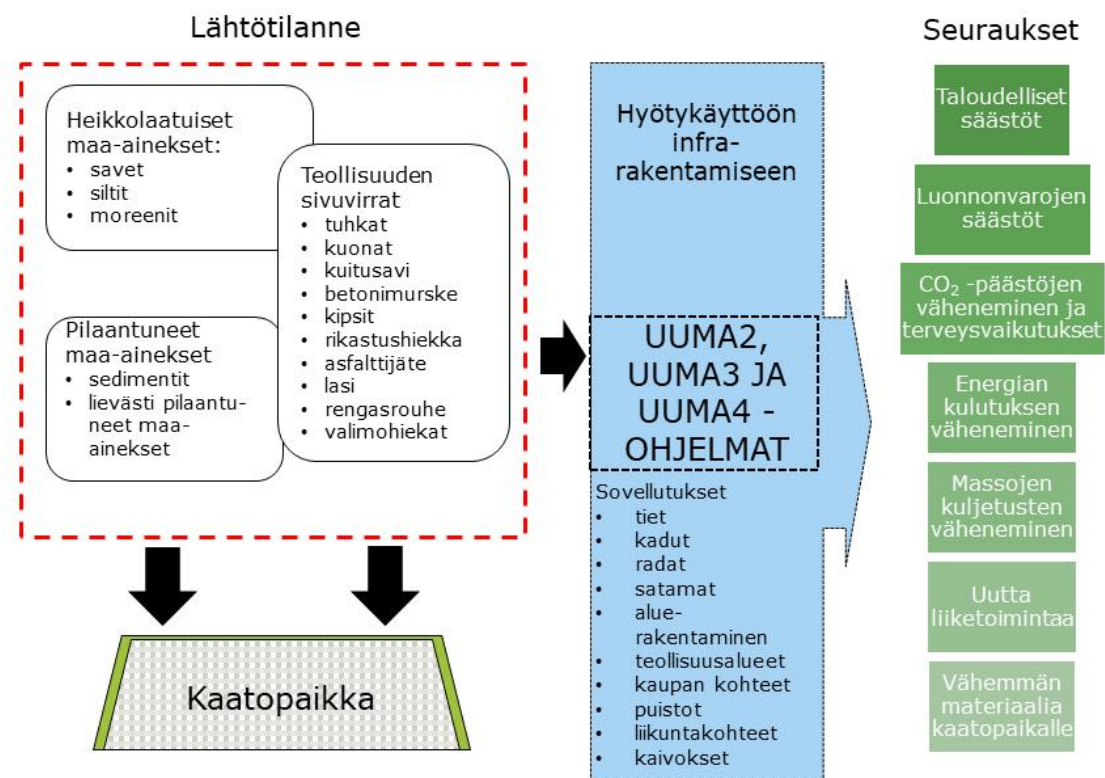 Lähtötilanne
Heikkolaatuiset
maa-ainekset:
• savet
• siltit
• moreenit
Teollisuuden
sivuvirrat
• tuhkat
• kuonat
• kuitusavi
• betonimurske
• kipsit
• rikastushiekka
• asfalttijäte
• lasi
• rengasrouhe
• valimohiekat
Pilaantuneet
maa-ainekset
• sedimentit
• lievästi pilaantu-
neet maa-
ainekset
Kaatopaikka
Hyötykäyttöön
infra-
rakentamiseen
UUMA2,
UUMA3 JA
UUMA4 -
OHJELMAT
Sovellutukset
• tiet
• kadut
• radat
• satamat
• alue-
rakentaminen
• teollisuusalueet
• kaupan kohteet
• puistot
• liikuntakohteet
• kaivokset
Seuraukset
Taloudelliset
säästöt
Luonnonvarojen
säästöt
CO₂ -päästöjen
väheneminen ja
terveysvaikutukset
Energian
kulutuksen
väheneminen
Massojen
kuljetusten
väheneminen
Uutta
liiketoimintaa
Vähemmän
materiaalia
kaatopaikalle